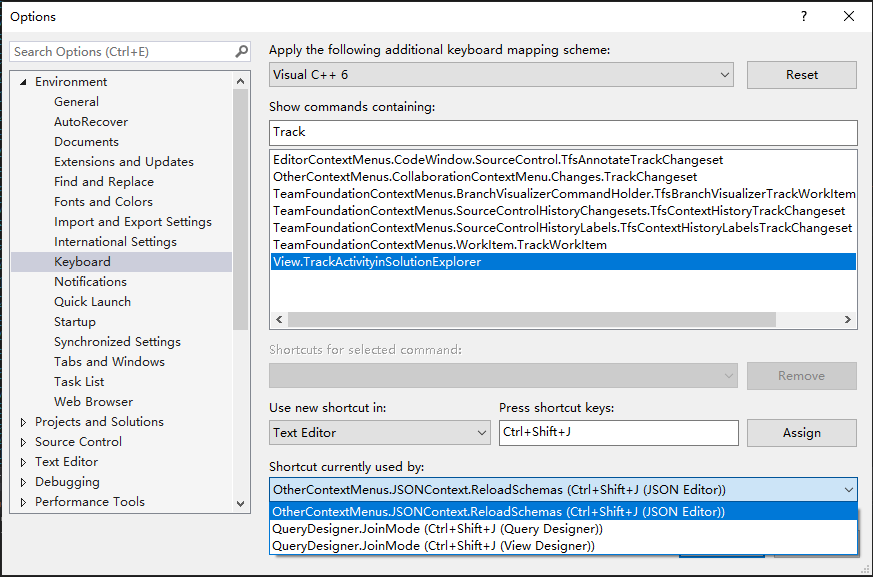 Options
Search Options (Ctrl+E)
Environment
General
AutoRecover
Documents
Extensions and Updates
Find and Replace
Fonts and Colors
Import and Export Settings
International Settings
Keyboard
Notifications
Quick Launch
Startup
Synchronized Settings
Tabs and Windows
Task List
Web Browser
Projects and Solutions
Source Control
Text Editor
Debugging
Performance Tools
Apply the following additional keyboard mapping scheme:
Visual C++ 6
Reset
Show commands containing:
Track
EditorContextMenus.CodeWindow.SourceControl.TfsAnnotateTrackChangeset
OtherContextMenus.CollaborationContextMenu.Changes.TrackChangeset
TeamFoundationContextMenus.BranchVisualizerCommandHolder.TfsBranchVisualizerTrackWorkItem
TeamFoundationContextMenus.SourceControlHistoryChangesets.TfsContextHistoryTrackChangeset
TeamFoundationContextMenus.SourceControlHistoryLabels.TfsContextHistoryLabelsTrackChangeset
TeamFoundationContextMenus.WorkItem.TrackWorkItem
View.TrackActivityinSolutionExplorer
Shortcuts for selected command:
Remove
Use new shortcut in:
Press shortcut keys:
Text Editor
Ctrl+Shift+J
Assign
Shortcut currently used by:
OtherContextMenus.JSONContext.ReloadSchemas (Ctrl+Shift+J (JSON Editor))
OtherContextMenus.JSONContext.ReloadSchemas (Ctrl+Shift+J (JSON Editor))
QueryDesigner.JoinMode (Ctrl+Shift+J (Query Designer))
QueryDesigner.JoinMode (Ctrl+Shift+J (View Designer))